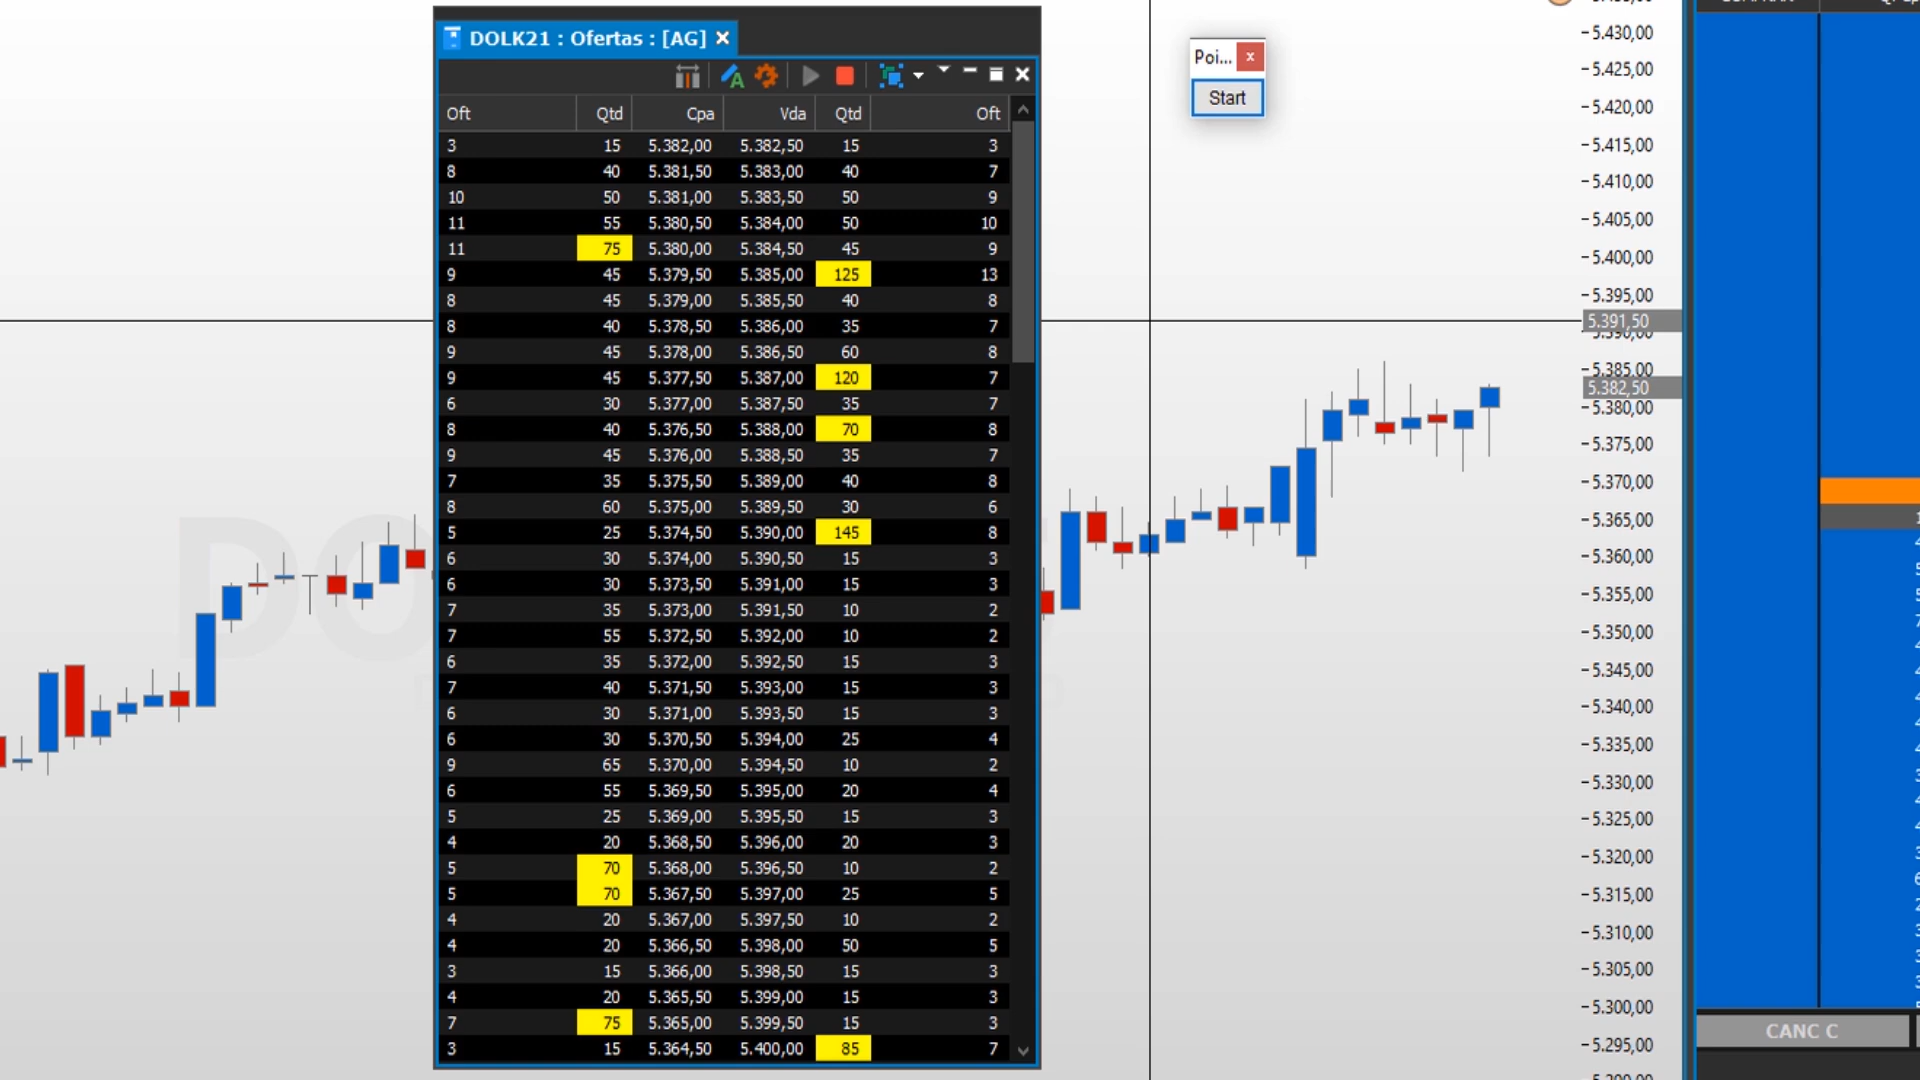 DOLK21 : Ofertas : [AG]
Oft Qtd Cpa Vda Qtd Oft
3 15 5.382,00 5.382,50 15 3
8 40 5.381,50 5.383,00 40 7
10 50 5.381,00 5.383,50 50 9
11 55 5.380,50 5.384,00 50 10
11 75 5.380,00 5.384,50 45 9
9 45 5.379,50 5.385,00 125 13
8 45 5.379,00 5.385,50 40 8
8 40 5.378,50 5.386,00 35 7
9 45 5.378,00 5.386,50 60 8
9 45 5.377,50 5.387,00 120 7
6 30 5.377,00 5.387,50 35 7
8 40 5.376,50 5.388,00 70 8
9 45 5.376,00 5.388,50 35 7
7 35 5.375,50 5.389,00 40 8
8 60 5.375,00 5.389,50 30 6
5 25 5.374,50 5.390,00 145 8
6 30 5.374,00 5.390,50 15 3
6 30 5.373,50 5.391,00 15 3
7 35 5.373,00 5.391,50 10 2
7 55 5.372,50 5.392,00 10 2
6 35 5.372,00 5.392,50 15 3
7 40 5.371,50 5.393,00 15 3
6 30 5.371,00 5.393,50 15 3
6 30 5.370,50 5.394,00 25 4
9 65 5.370,00 5.394,50 10 2
6 55 5.369,50 5.395,00 20 4
5 25 5.369,00 5.395,50 15 3
4 20 5.368,50 5.396,00 20 3
5 70 5.368,00 5.396,50 10 2
5 70 5.367,50 5.397,00 25 5
4 20 5.367,00 5.397,50 10 2
4 20 5.366,50 5.398,00 50 5
3 15 5.366,00 5.398,50 15 3
4 20 5.365,50 5.399,00 15 3
7 75 5.365,00 5.399,50 15 3
3 15 5.364,50 5.400,00 85 7
Poi...
Start
5.430,00
5.425,00
5.420,00
5.415,00
5.410,00
5.405,00
5.400,00
5.395,00
5.391,50
5.385,00
5.382,50
5.380,00
5.375,00
5.370,00
5.365,00
5.360,00
5.355,00
5.350,00
5.345,00
5.340,00
5.335,00
5.330,00
5.325,00
5.320,00
5.315,00
5.310,00
5.305,00
5.300,00
5.295,00
CANC C